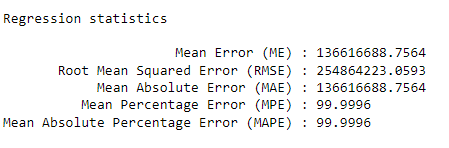 Regression statistics
Mean Error (ME) : 136616688.7564
Root Mean Squared Error (RMSE) : 254864223.0593
Mean Absolute Error (MAE) : 136616688.7564
Mean Percentage Error (MPE) : 99.9996
Mean Absolute Percentage Error (MAPE) : 99.9996